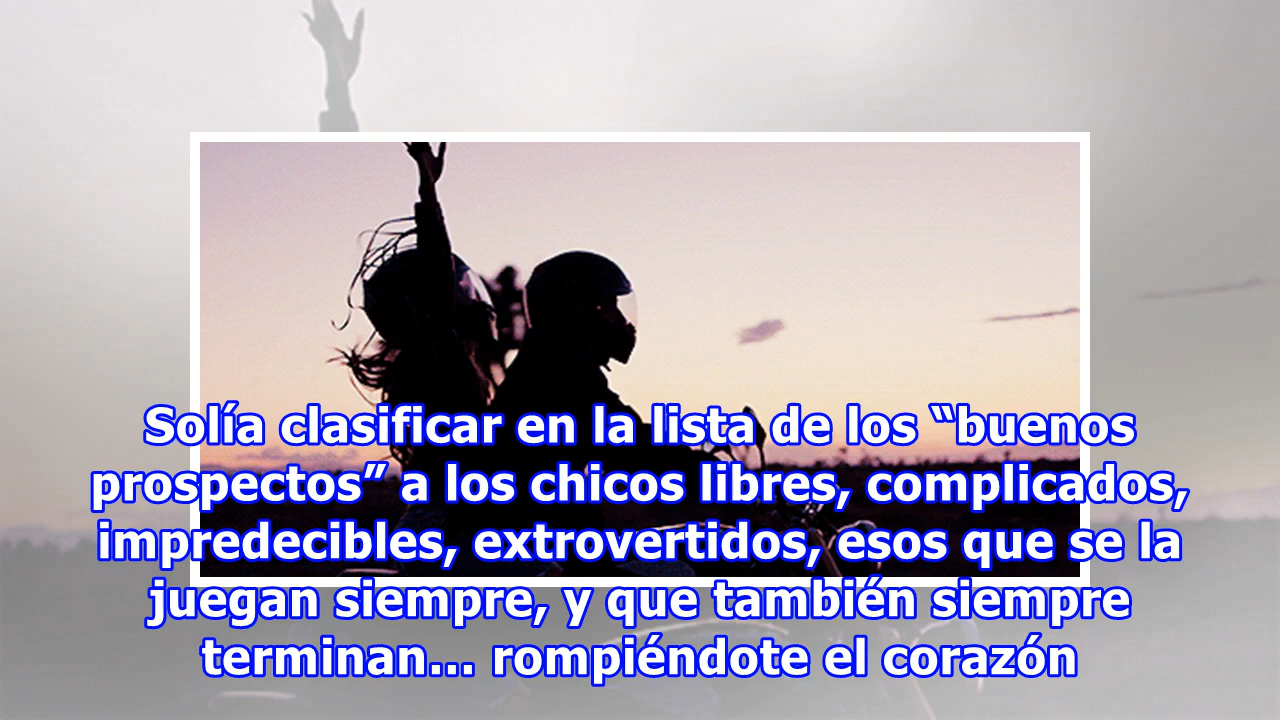 Solía clasificar en la lista de los “buenos
prospectos” a los chicos libres, complicados,
impredecibles, extrovertidos, esos que se la
juegan siempre, y que también siempre
terminan... rompiéndote el corazón